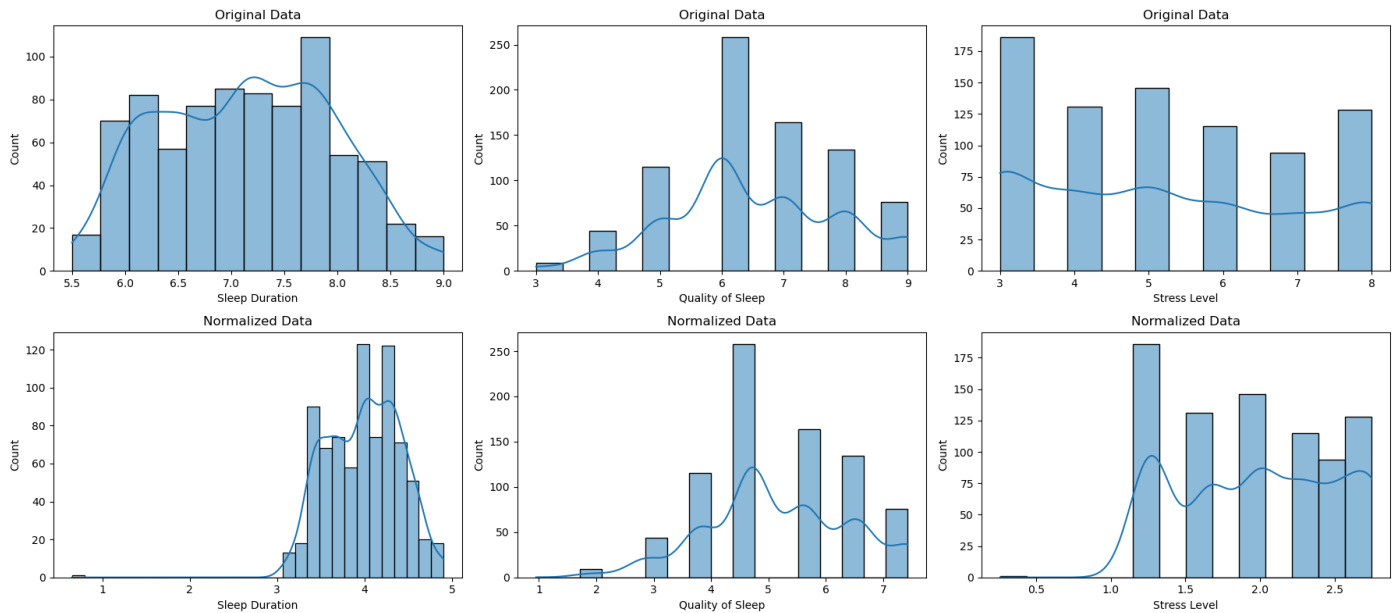 Original Data
Original Data
Original Data
Count
100
80
60
40
20
0
5.5 6.0 6.5 7.0 7.5 8.0 8.5 9.0
Sleep Duration
Count
250
200
150
100
50
0
3 4 5 6 7 8 9
Quality of Sleep
Count
175
150
125
100
75
50
25
0
3 4 5 6 7 8
Stress Level
Normalized Data
Normalized Data
Normalized Data
Count
120
100
80
60
40
20
0
1 2 3 4 5
Sleep Duration
Count
250
200
150
100
50
0
1 2 3 4 5 6 7
Quality of Sleep
Count
175
150
125
100
75
50
25
0
0.5 1.0 1.5 2.0 2.5
Stress Level